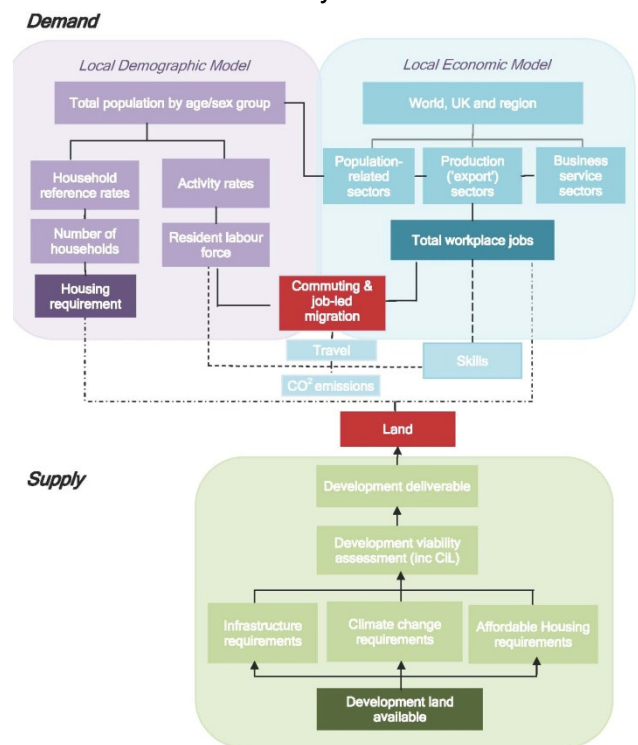 Demand
Local Demographic Model
Local Economic Model
Total population by age/sex group
World, UK and region
Household
reference rates
Activity rates
Population-
related sectors
Production
('export')
sectors
Business
service
sectors
Number of
households
Resident labour
force
Total workplace jobs
Housing
requirement
Commuting &
job-led
migration
Travel
Skills
CO² emissions
Land
Supply
Development deliverable
Development viability
assessment (inc CIL)
Infrastructure
requirements
Climate change
requirements
Affordable Housing
requirements
Development land
available